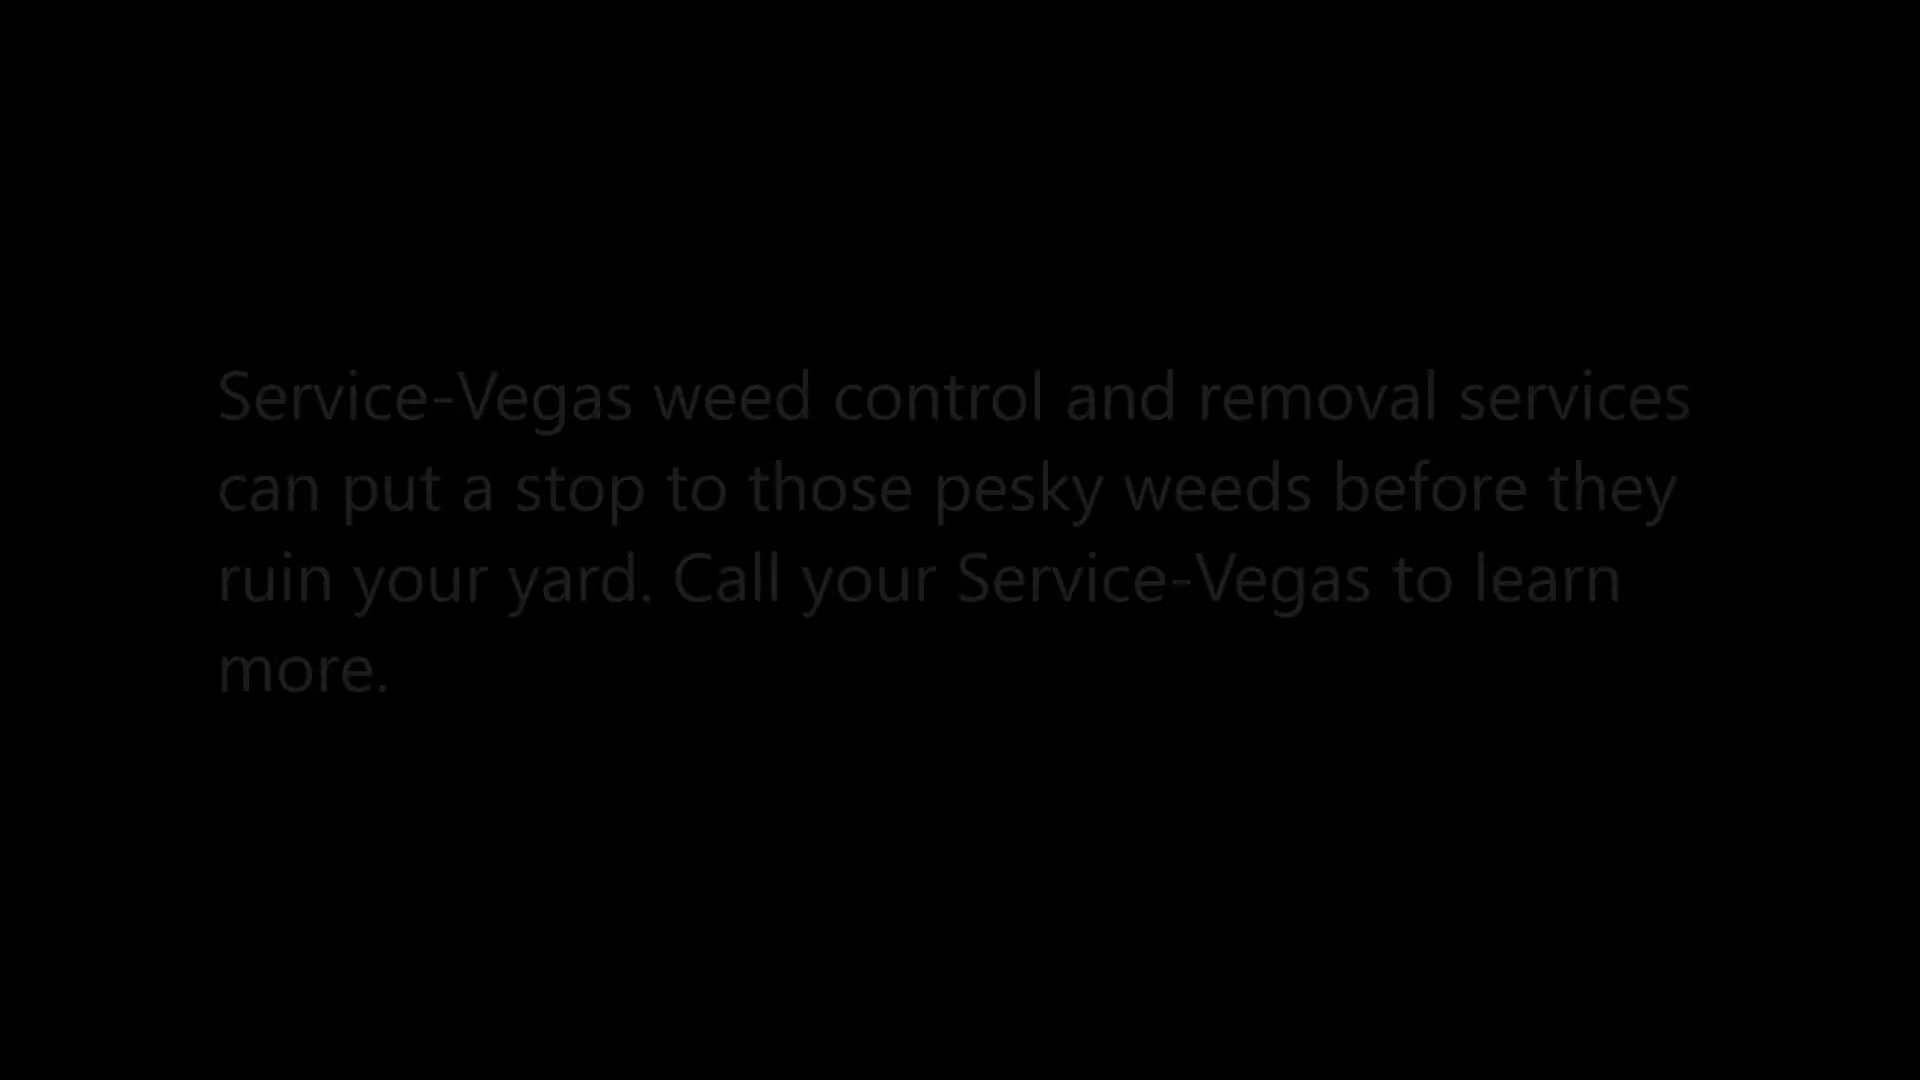 Service-Vegas weed control and removal services
can put a stop to those pesky weeds before they
ruin your yard. Call your Service-Vegas to learn
more.